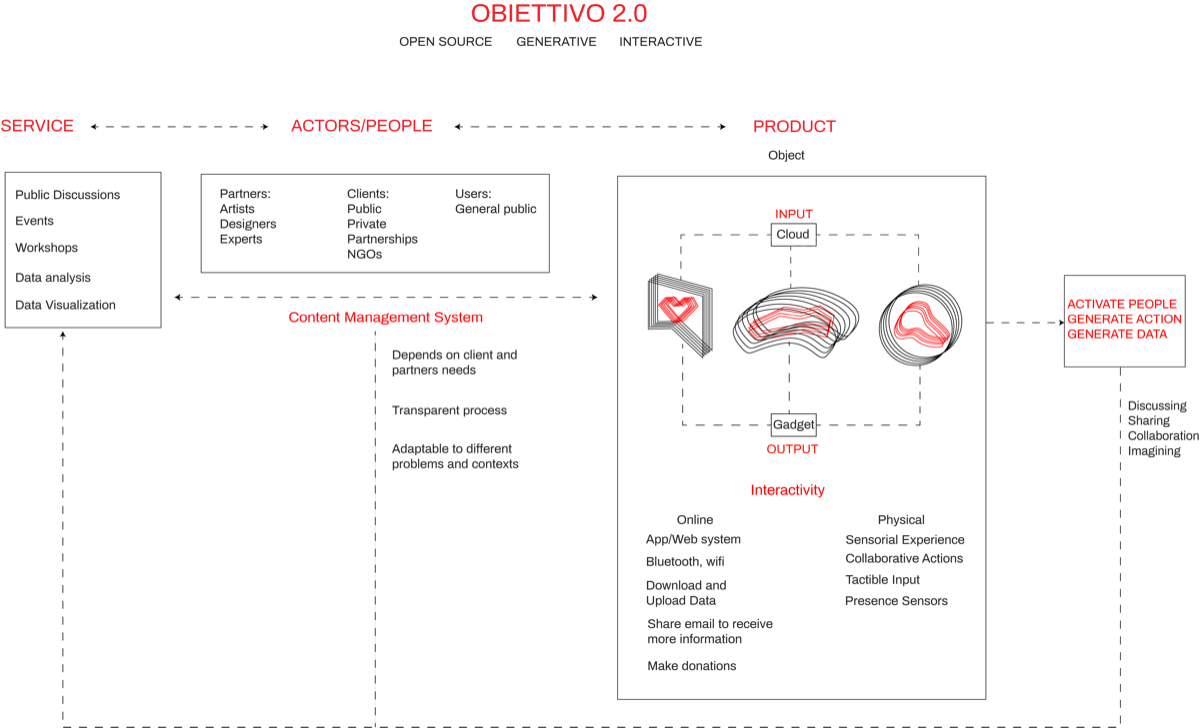 OBIETTIVO 2.0
OPEN SOURCE GENERATIVE INTERACTIVE
SERVICE
ACTORS/PEOPLE
PRODUCT
Object
Public Discussions
Events
Workshops
Data analysis
Data Visualization
Partners:
Artists
Designers
Experts
Clients:
Public
Private
Partnerships
NGOs
Users:
General public
Content Management System
Depends on client and
partners needs
Transparent process
Adaptable to different
problems and contexts
INPUT
Cloud
Gadget
OUTPUT
Interactivity
Online
App/Web system
Bluetooth, wifi
Download and
Upload Data
Share email to receive
more information
Make donations
Physical
Sensorial Experience
Collaborative Actions
Tactible Input
Presence Sensors
ACTIVATE PEOPLE
GENERATE ACTION
GENERATE DATA
Discussing
Sharing
Collaboration
Imagining